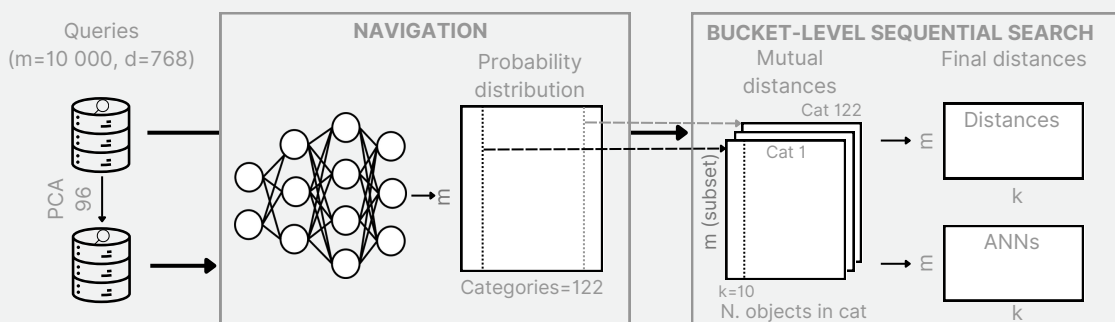 Queries
(m=10 000, d=768)
PCA
96
NAVIGATION
Probability
distribution
m
Categories=122
BUCKET-LEVEL SEQUENTIAL SEARCH
Mutual
distances
Cat 122
Cat 1
m (subset)
k=10
N. objects in cat
Final distances
m
Distances
k
m
ANNs
k